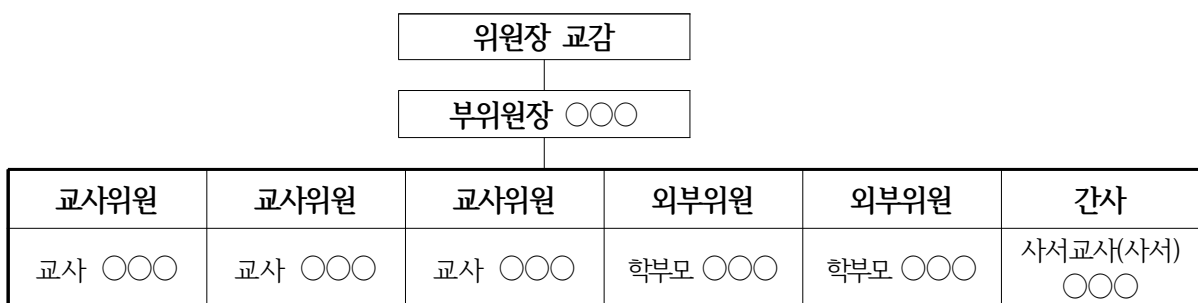 위원장 교감
부위원장 ○○○
교사위원 교사위원 교사위원 외부위원 외부위원 간사
교사 ○○○ 교사 ○○○ 교사 ○○○ 학부모 ○○○ 학부모 ○○○ 사서교사(사서)
○○○